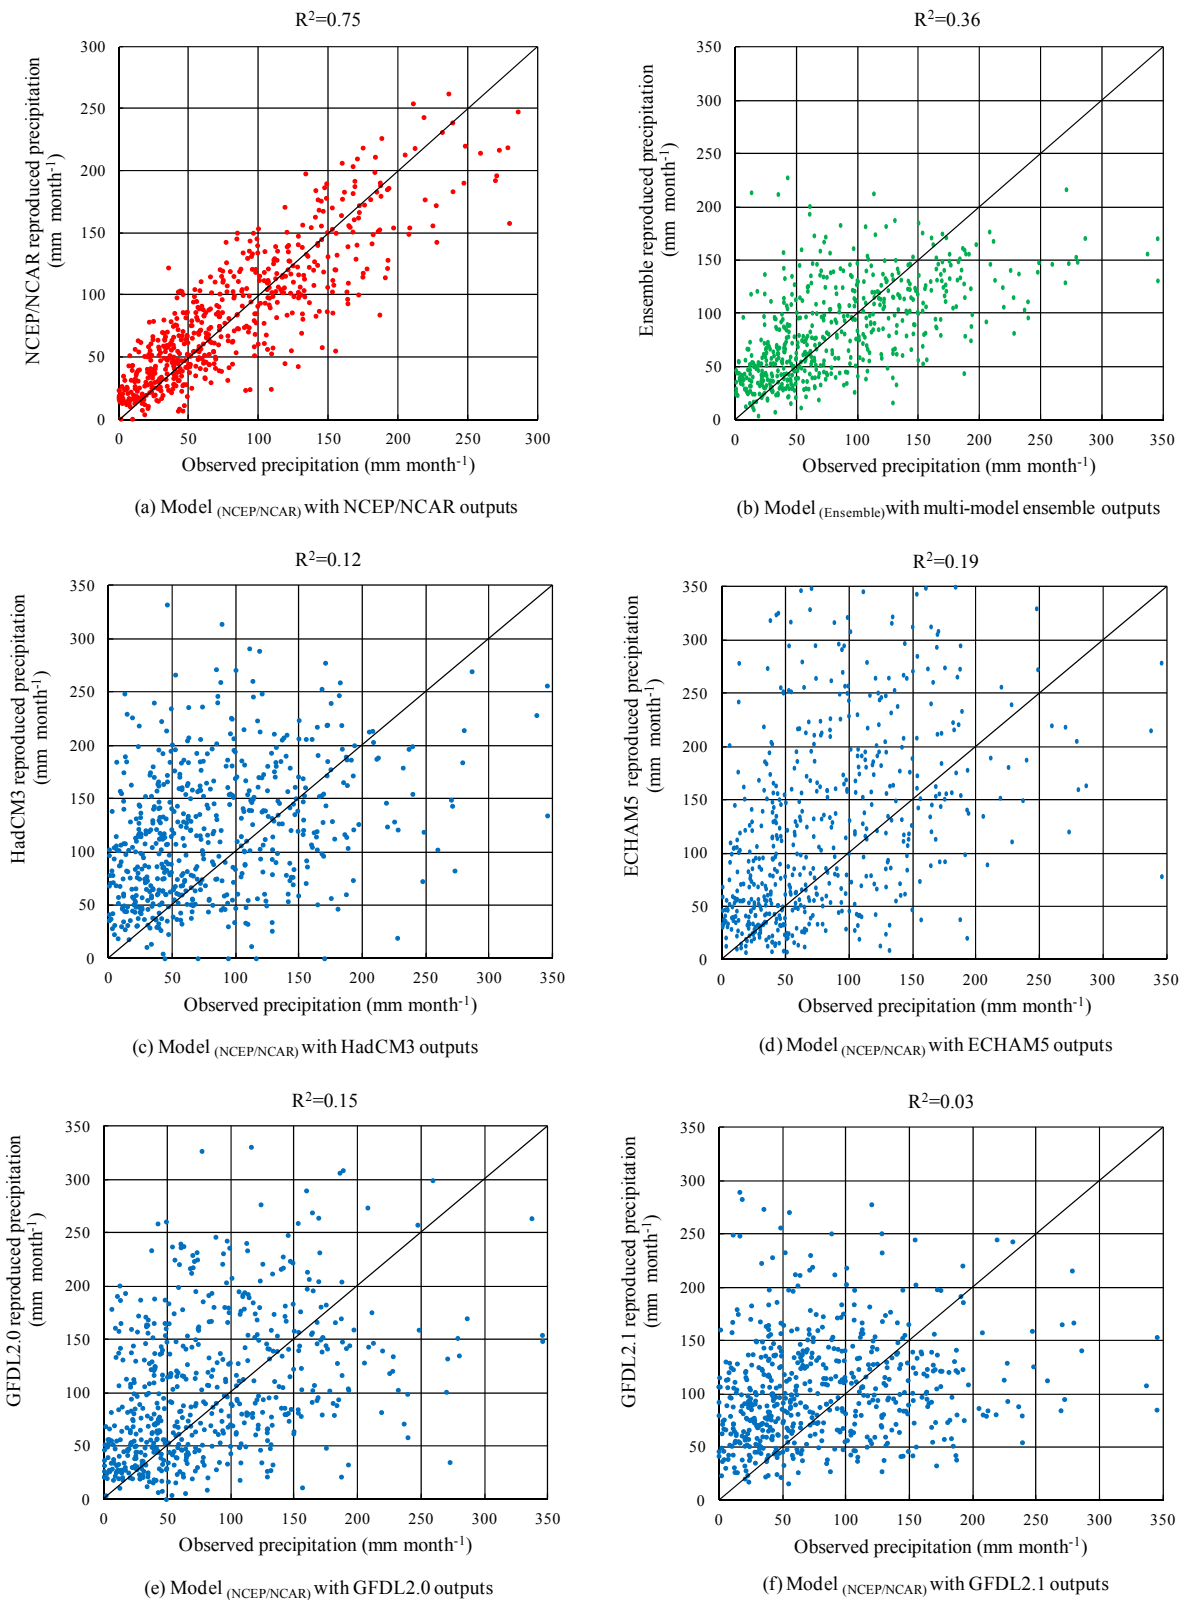 R²=0.75
NCEP/NCAR reproduced precipitation
(mm month⁻¹)
300
250
200
150
100
50
0
0 50 100 150 200 250 300
Observed precipitation (mm month⁻¹)
(a) Model (NCEP/NCAR) with NCEP/NCAR outputs
R²=0.36
Ensemble reproduced precipitation
(mm month⁻¹)
350
300
250
200
150
100
50
0
0 50 100 150 200 250 300 350
Observed precipitation (mm month⁻¹)
(b) Model (Ensemble)with multi-model ensemble outputs
R²=0.12
HadCM3 reproduced precipitation
(mm month⁻¹)
350
300
250
200
150
100
50
0
0 50 100 150 200 250 300 350
Observed precipitation (mm month⁻¹)
(c) Model (NCEP/NCAR) with HadCM3 outputs
R²=0.19
ECHAM5 reproduced precipitation
(mm month⁻¹)
350
300
250
200
150
100
50
0
0 50 100 150 200 250 300 350
Observed precipitation (mm month⁻¹)
(d) Model (NCEP/NCAR) with ECHAM5 outputs
R²=0.15
GFDL2.0 reproduced precipitation
(mm month⁻¹)
350
300
250
200
150
100
50
0
0 50 100 150 200 250 300 350
Observed precipitation (mm month⁻¹)
(e) Model (NCEP/NCAR) with GFDL2.0 outputs
R²=0.03
GFDL2.1 reproduced precipitation
(mm month⁻¹)
350
300
250
200
150
100
50
0
0 50 100 150 200 250 300 350
Observed precipitation (mm month⁻¹)
(f) Model (NCEP/NCAR) with GFDL2.1 outputs